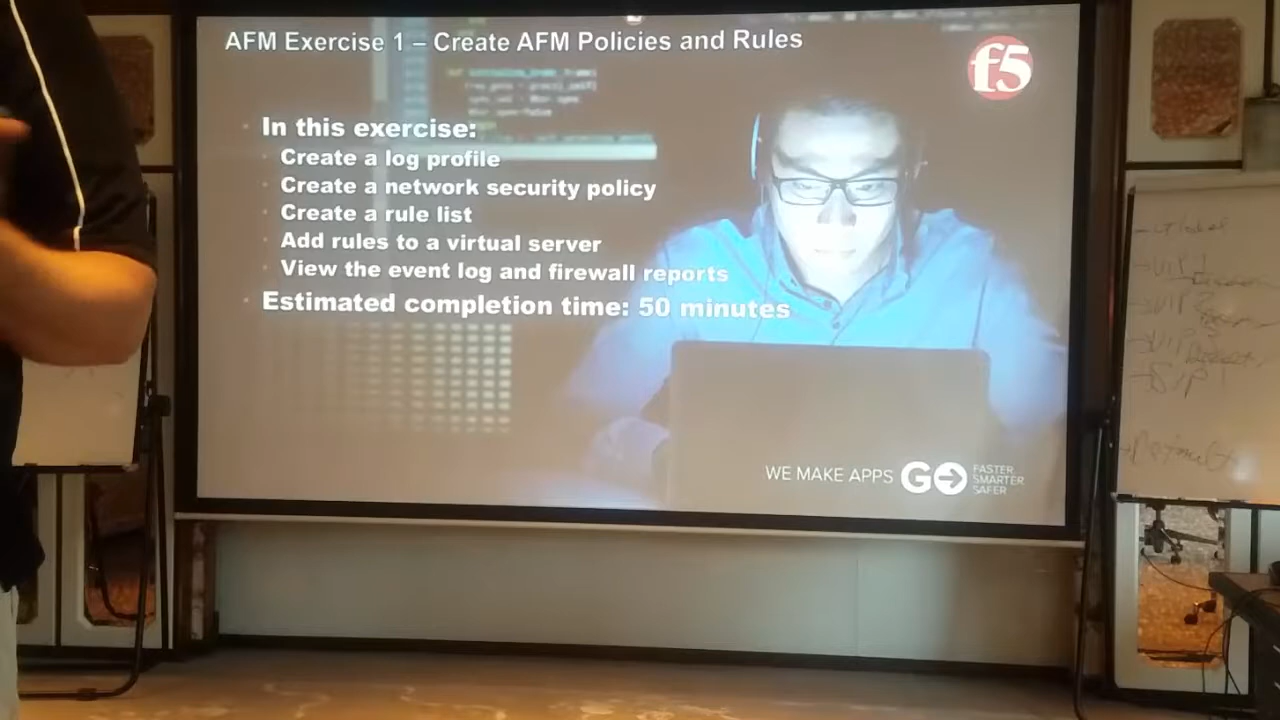 AFM Exercise 1 – Create AFM Policies and Rules
f5
In this exercise:
Create a log profile
Create a network security policy
Create a rule list
Add rules to a virtual server
View the event log and firewall reports
Estimated completion time: 50 minutes
WE MAKE APPS GO
FASTER
SMARTER
SAFER